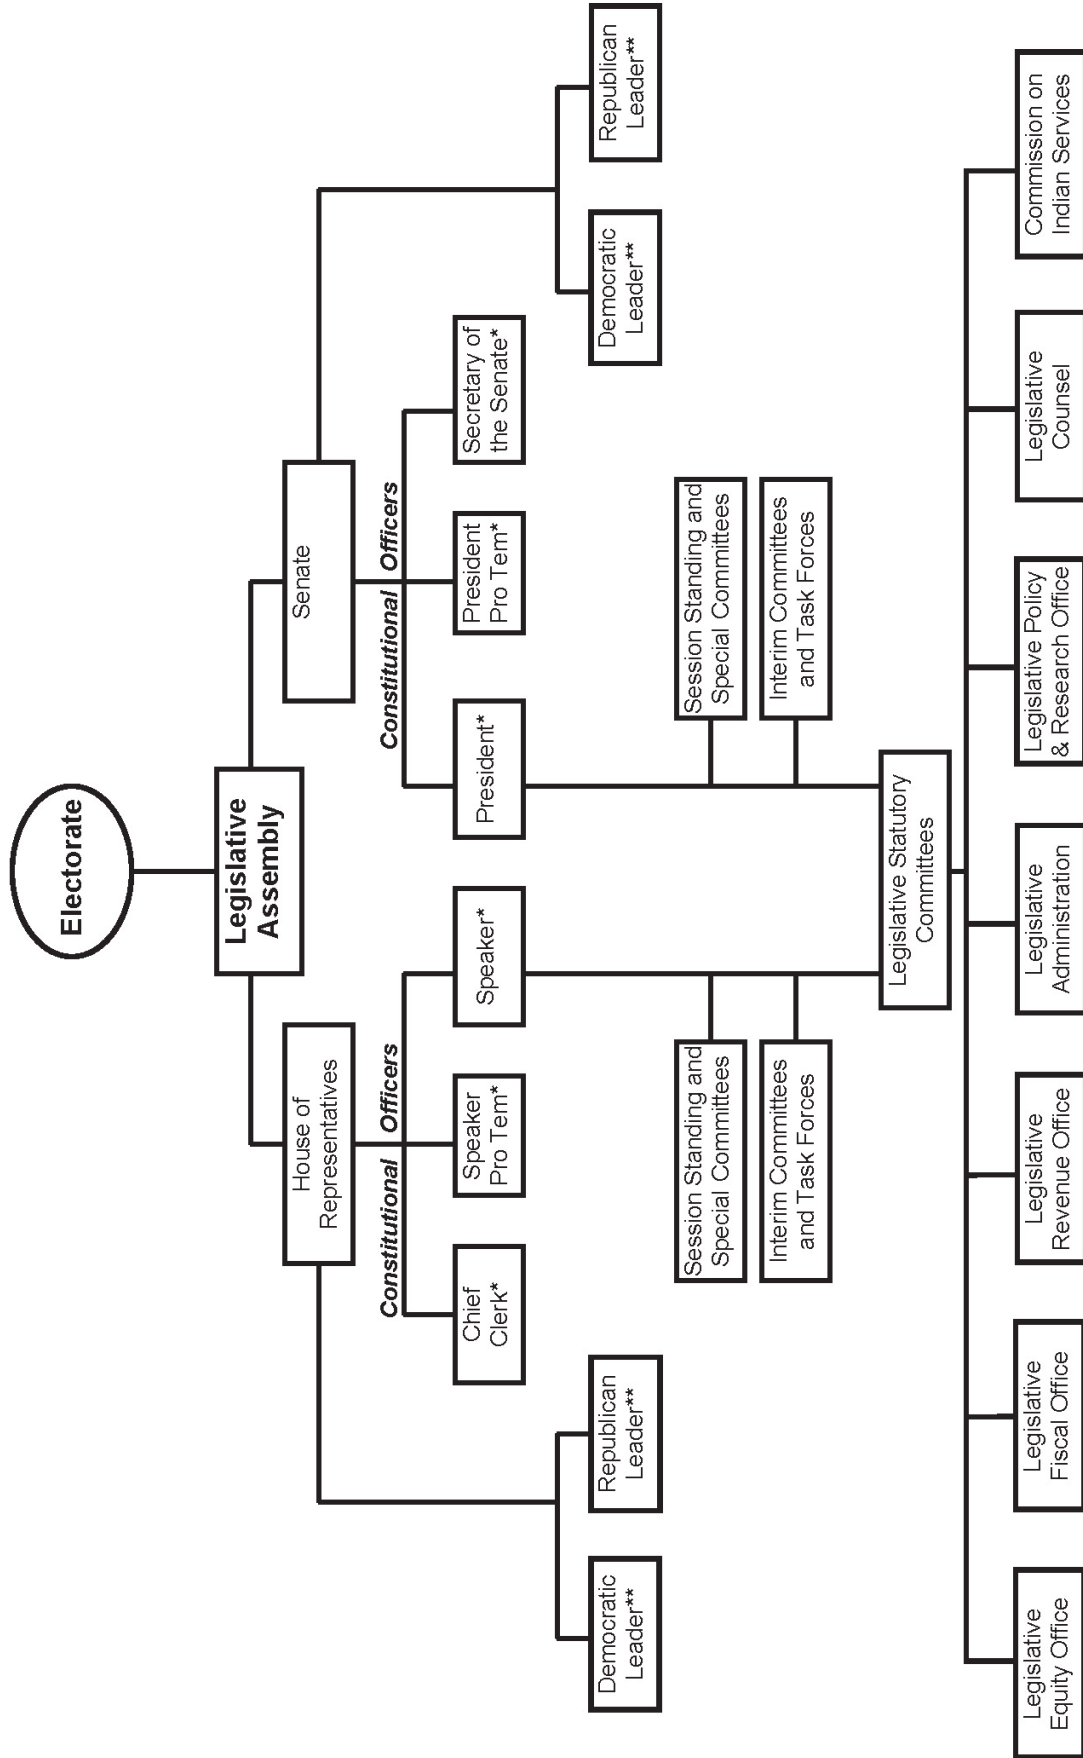 Electorate
Legislative
Assembly
House of
Representatives
Senate
Constitutional Officers
Constitutional Officers
Chief
Clerk*
Speaker
Pro Tem*
Speaker*
President*
President
Pro Tem*
Secretary of
the Senate*
Democratic
Leader**
Republican
Leader**
Democratic
Leader**
Republican
Leader**
Session Standing and
Special Committees
Session Standing and
Special Committees
Interim Committees
and Task Forces
Interim Committees
and Task Forces
Legislative Statutory
Committees
Legislative
Equity Office
Legislative
Fiscal Office
Legislative
Revenue Office
Legislative
Administration
Legislative Policy
& Research Office
Legislative
Counsel
Commission on
Indian Services